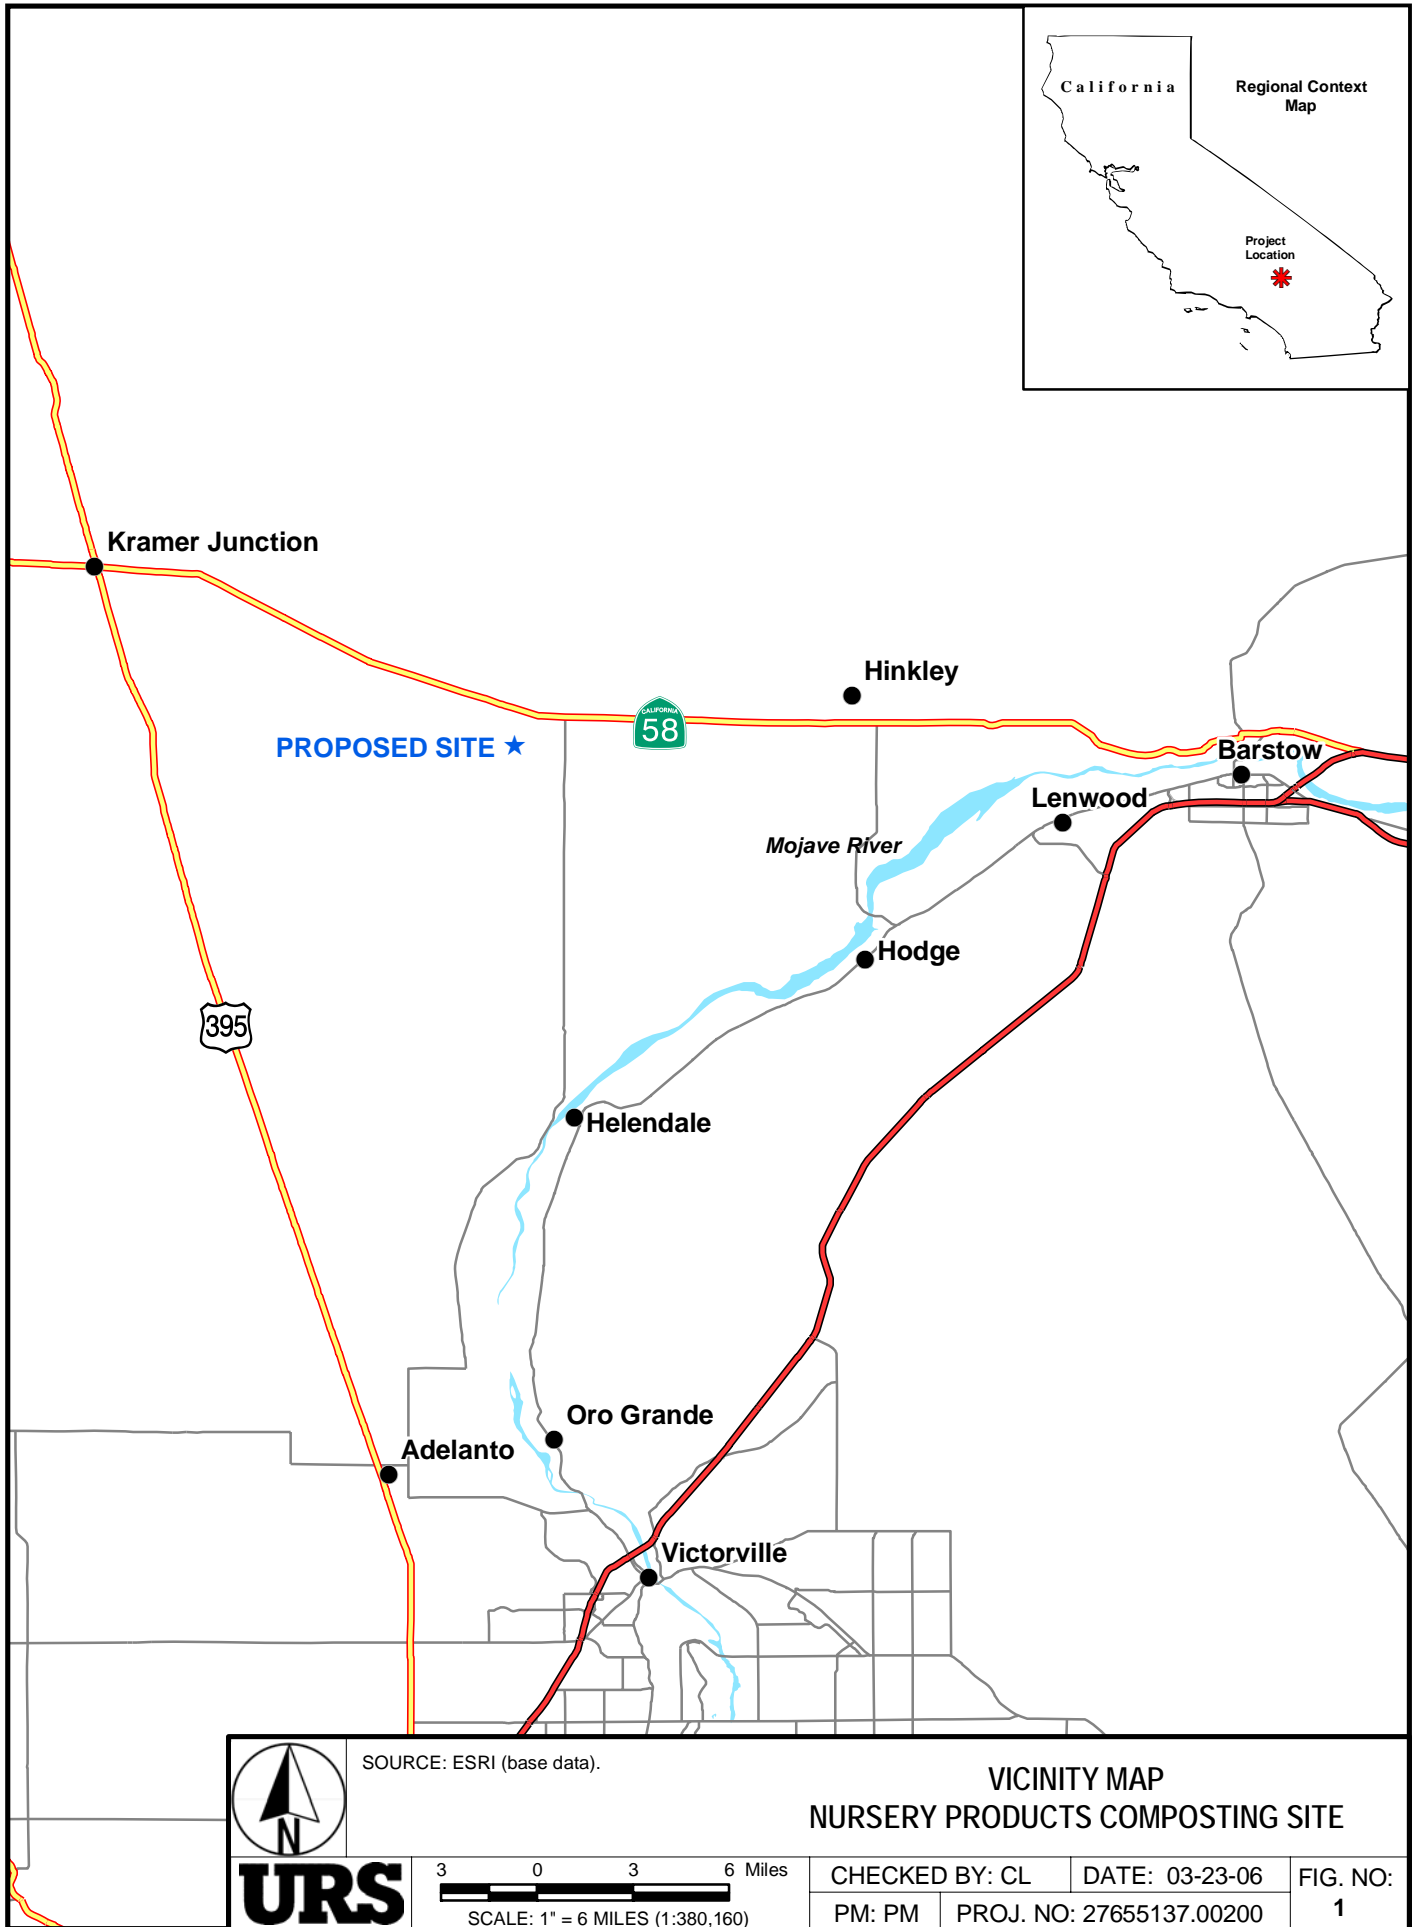 California
Regional Context
Map
Project
Location
Kramer Junction
Hinkley
CALIFORNIA
58
PROPOSED SITE
Barstow
Lenwood
Mojave River
Hodge
395
Helendale
Oro Grande
Adelanto
Victorville
SOURCE: ESRI (base data).
N
VICINITY MAP
NURSERY PRODUCTS COMPOSTING SITE
URS
3 0 3 6 Miles
SCALE: 1" = 6 MILES (1:380,160)
CHECKED BY: CL
DATE: 03-23-06
FIG. NO:
1
PM: PM
PROJ. NO: 27655137.00200